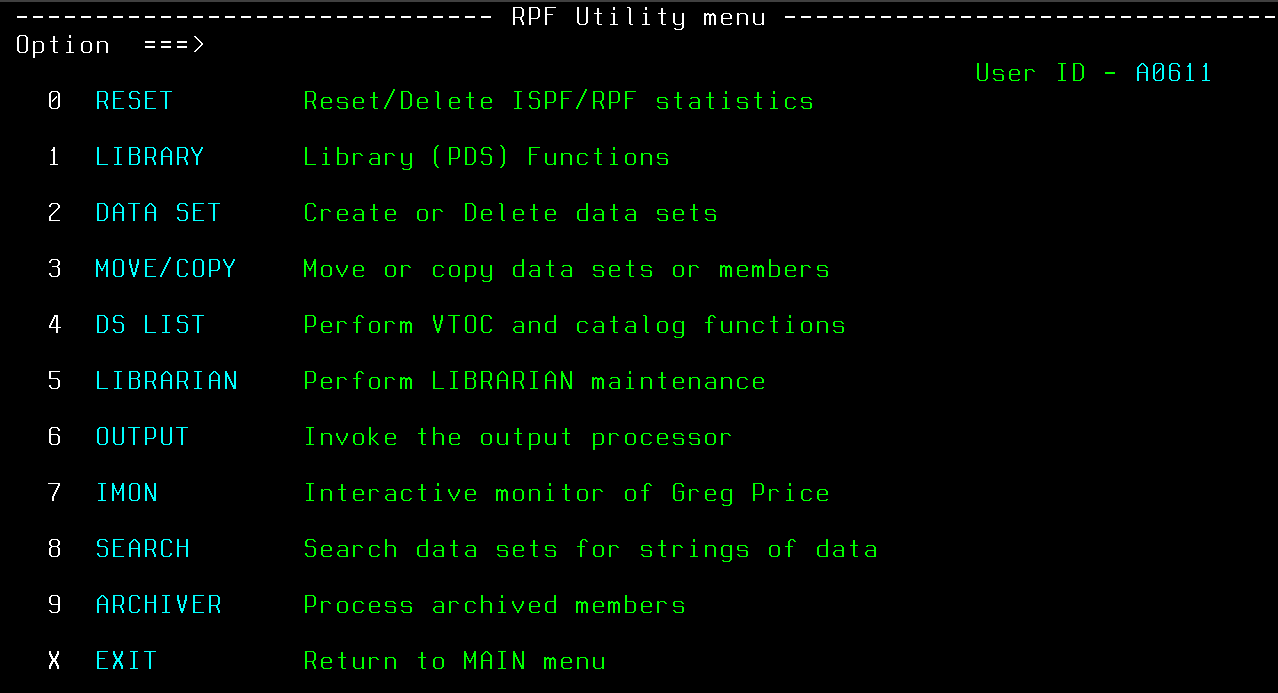 ------------------------------ RPF Utility menu -------------------------------
Option  ===>
User ID - A0611
0  RESET        Reset/Delete ISPF/RPF statistics
1  LIBRARY      Library (PDS) Functions
2  DATA SET     Create or Delete data sets
3  MOVE/COPY    Move or copy data sets or members
4  DS LIST      Perform VTOC and catalog functions
5  LIBRARIAN    Perform LIBRARIAN maintenance
6  OUTPUT       Invoke the output processor
7  IMON         Interactive monitor of Greg Price
8  SEARCH       Search data sets for strings of data
9  ARCHIVER     Process archived members
X  EXIT         Return to MAIN menu